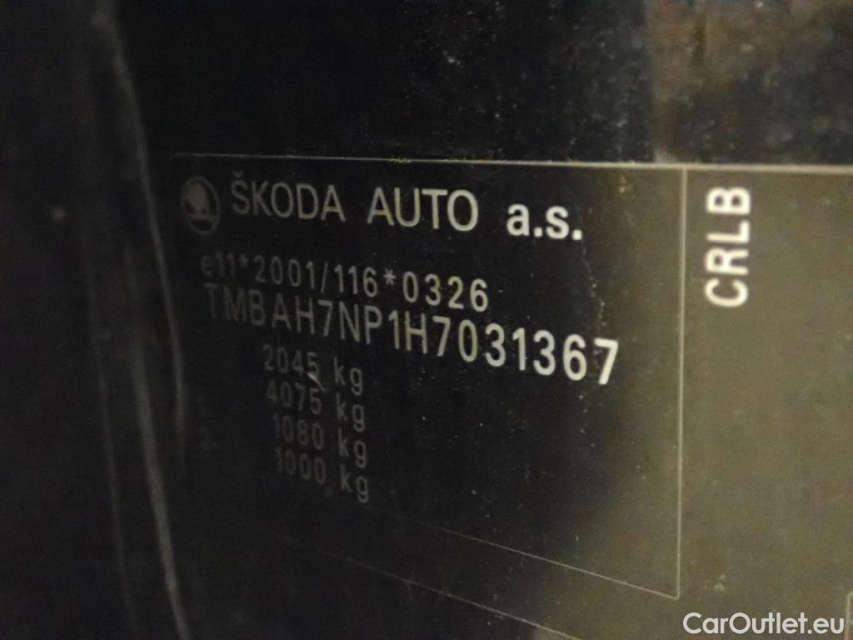 ŠKODA AUTO a.s.
e11*2001/116*0326
TMBAH7NP1H7031367
2045 kg
4075 kg
1080 kg
1000 kg
CRLB
CarOutlet.eu